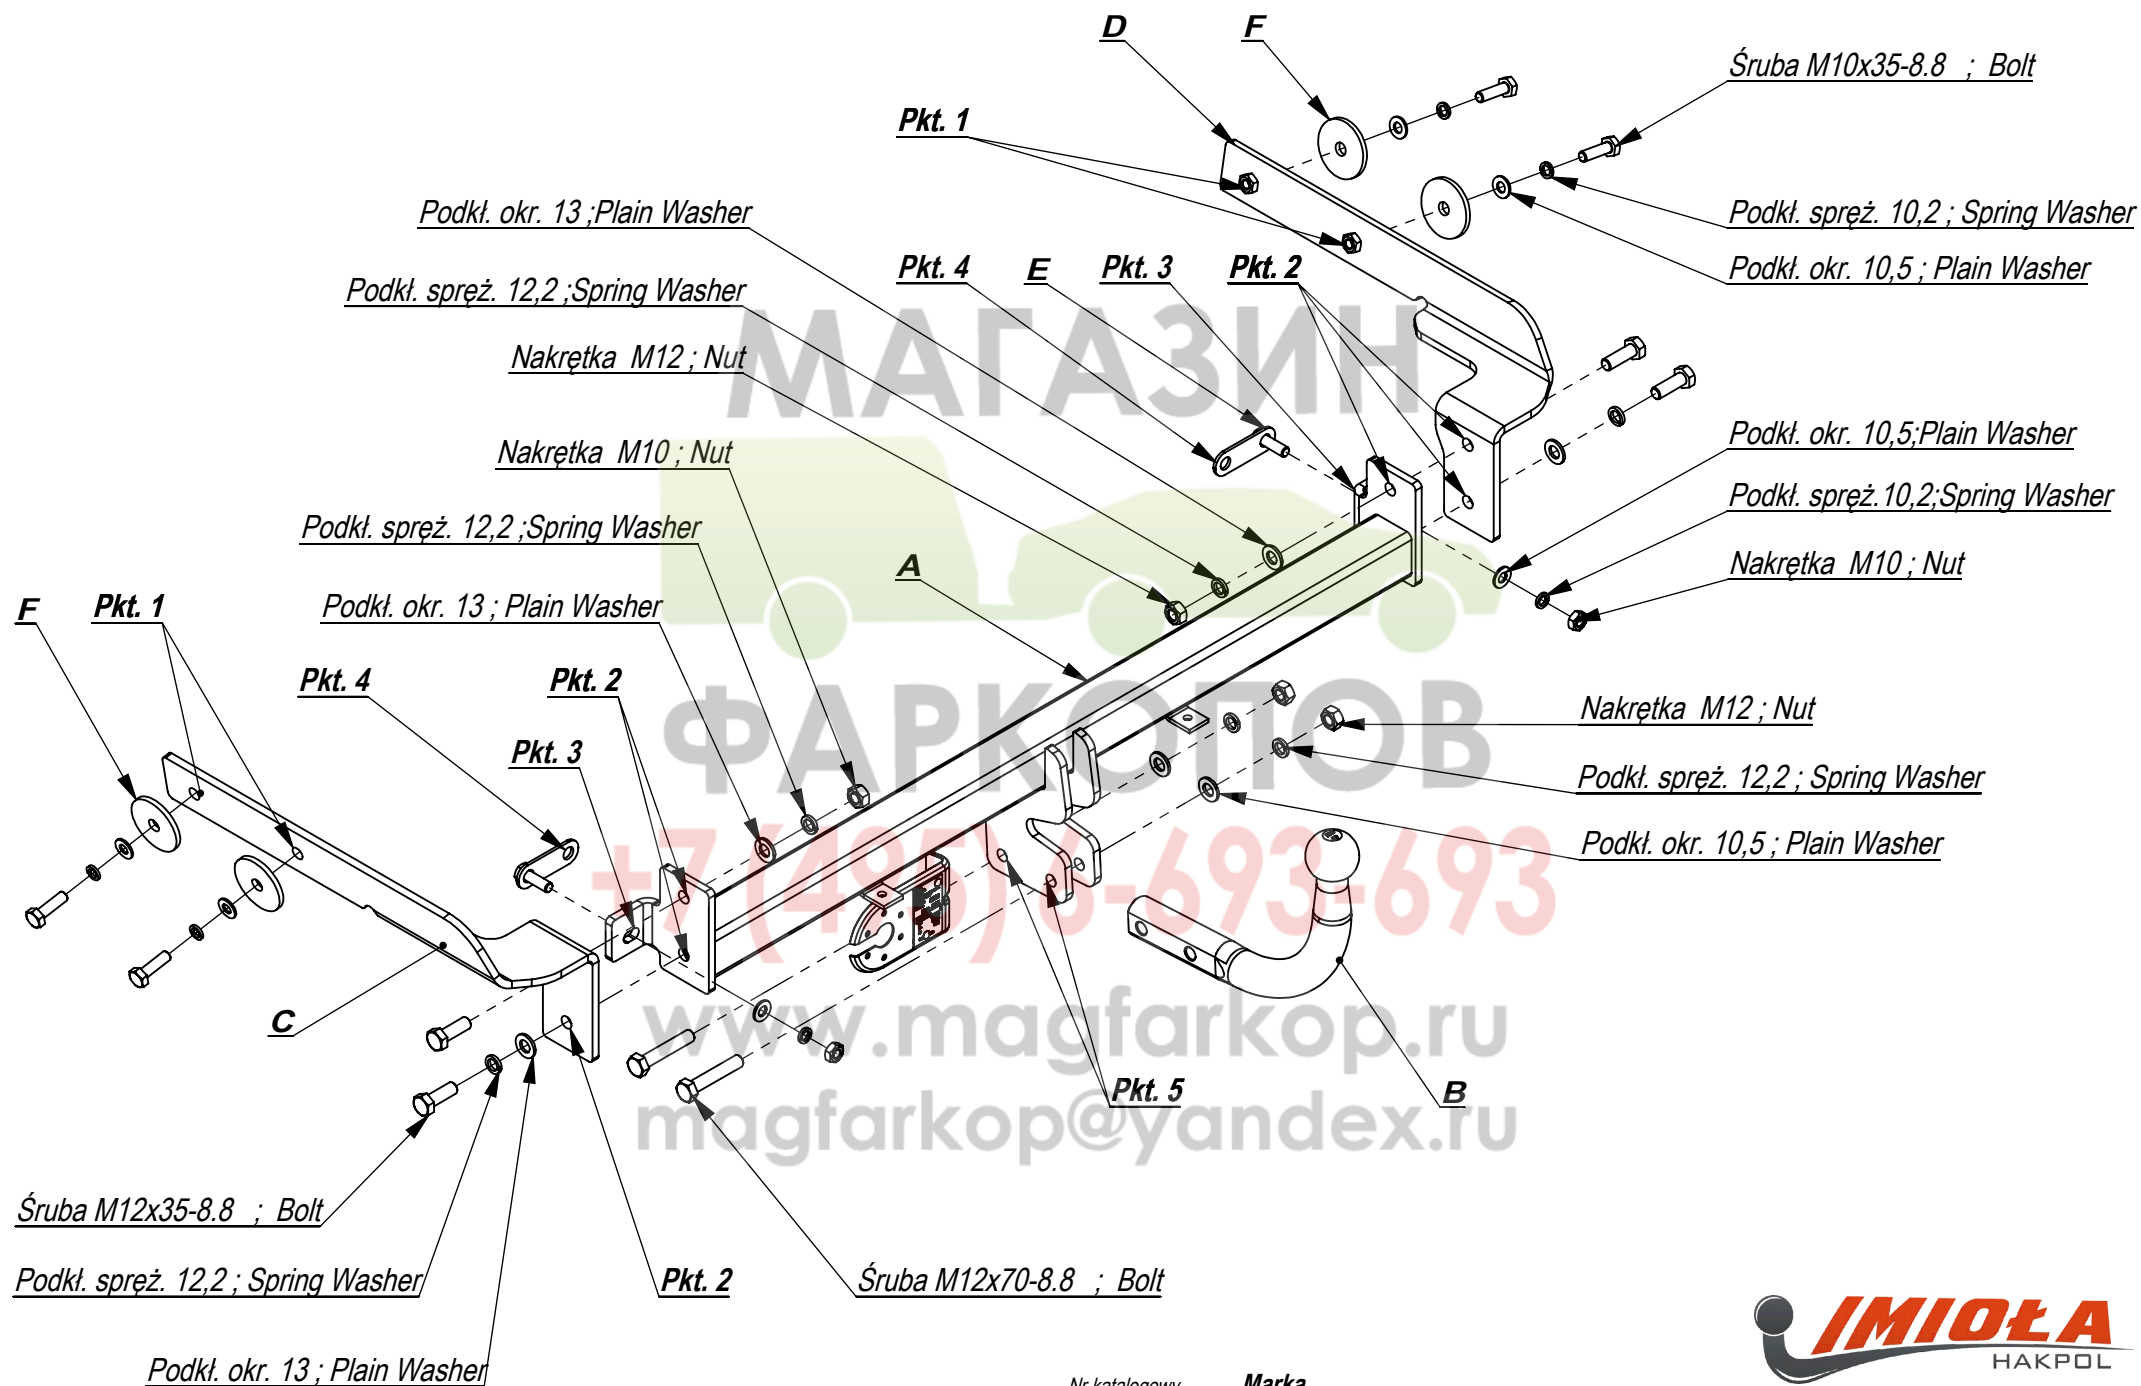 D
F
Śruba M10x35-8.8 ; Bolt
Pkt. 1
Podkł. okr. 13 ;Plain Washer
Podkł. spręż. 10,2 ; Spring Washer
Pkt. 4
E
Pkt. 3
Pkt. 2
Podkł. okr. 10,5 ; Plain Washer
Podkł. spręż. 12,2 ;Spring Washer
МАГАЗИН
Nakrętka M12 ; Nut
Podkł. okr. 10,5;Plain Washer
Nakrętka M10 ; Nut
Podkł. spręż.10,2;Spring Washer
Podkł. spręż. 12,2 ;Spring Washer
A
Nakrętka M10 ; Nut
F
Pkt. 1
Podkł. okr. 13 ; Plain Washer
Pkt. 4
Pkt. 2
ФАРКОПОВ
Nakrętka M12 ; Nut
Pkt. 3
Podkł. spręż. 12,2 ; Spring Washer
Podkł. okr. 10,5 ; Plain Washer
+7(495)6-693-693
C
www.magfarkop.ru
Pkt. 5
B
magfarkop@yandex.ru
Śruba M12x35-8.8 ; Bolt
Podkł. spręż. 12,2 ; Spring Washer
Pkt. 2
Śruba M12x70-8.8 ; Bolt
IMIOŁA
HAKPOL
Podkł. okr. 13 ; Plain Washer
Nr katalogowy
Marka